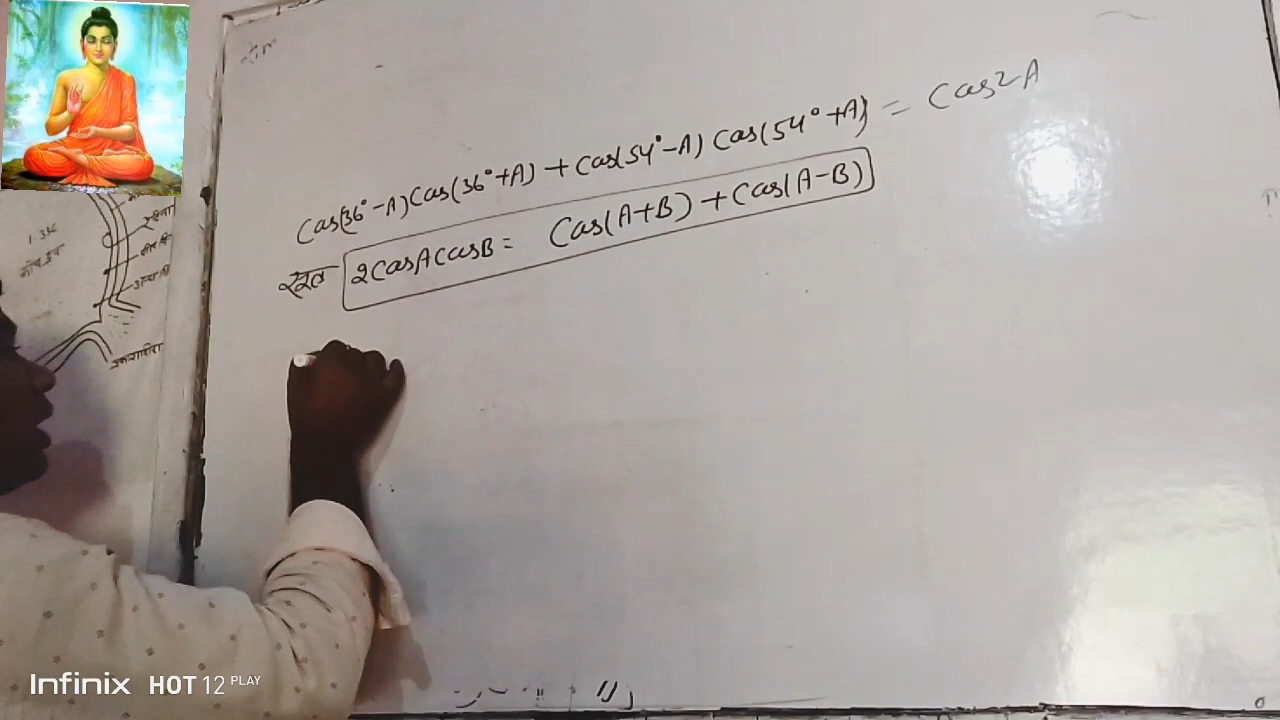 Cos(36°-A)Cos(36°+A)+Cos(54°-A)Cos(54°+A) = Cos2A
सूत्र 2CosACosB= Cos(A+B)+Cos(A-B)
Infinix HOT 12 PLAY